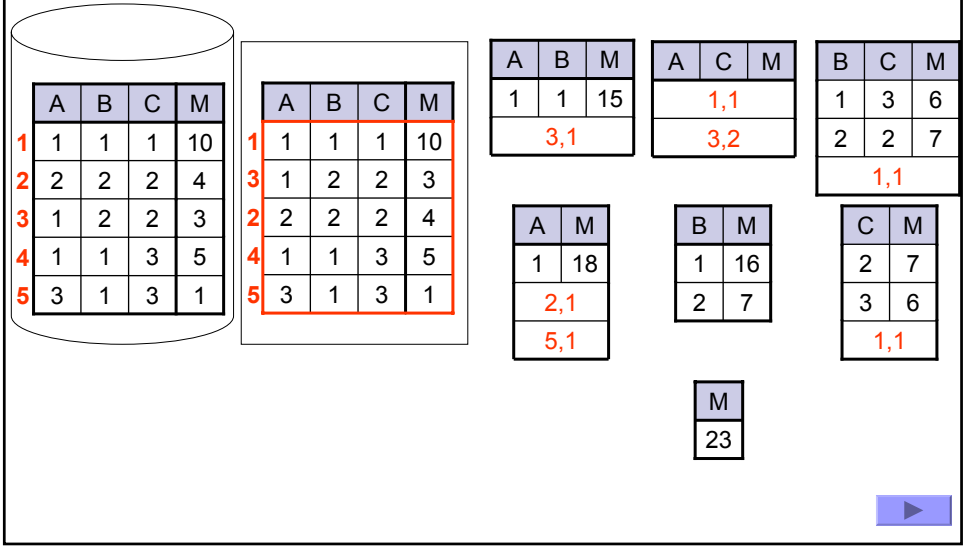 A B C M
1 1 1 1 10
2 2 2 2 4
3 1 2 2 3
4 1 1 3 5
5 3 1 3 1
A B C M
1 1 1 1 10
3 1 2 2 3
2 2 2 2 4
4 1 1 3 5
5 3 1 3 1
A B M
1 1 15
3,1
A C M
1,1
3,2
B C M
1 3 6
2 2 7
1,1
A M
1 18
2,1
5,1
B M
1 16
2 7
C M
2 7
3 6
1,1
M
23